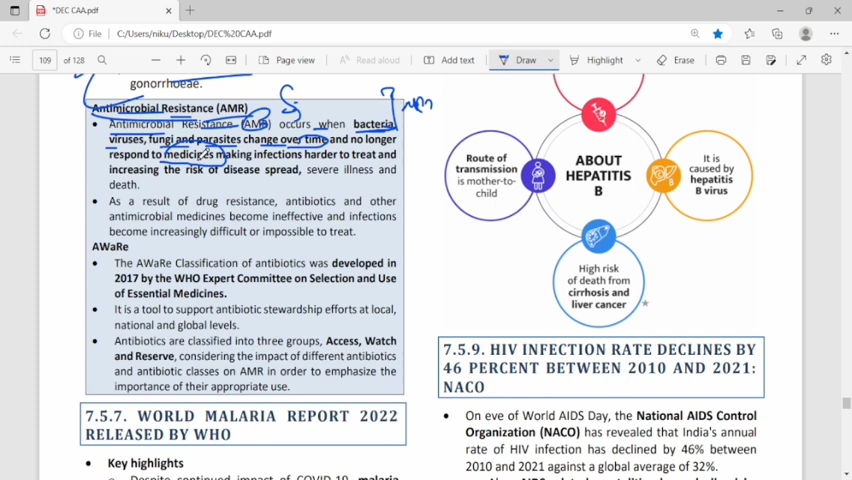 *DEC CAA.pdf
File
C:/Users/niku/Desktop/DEC%20CAA.pdf
109 of 128
Page view
Read aloud
Add text
Draw
Highlight
Erase
gonorrhoeae.
Antimicrobial Resistance (AMR)
Antimicrobial Resistance (AMR) occurs when bacteria,
viruses, fungi and parasites change over time and no longer
respond to medicines making infections harder to treat and
increasing the risk of disease spread, severe illness and
death.
As a result of drug resistance, antibiotics and other
antimicrobial medicines become ineffective and infections
become increasingly difficult or impossible to treat.
AWaRe
The AWaRe Classification of antibiotics was developed in
2017 by the WHO Expert Committee on Selection and Use
of Essential Medicines.
It is a tool to support antibiotic stewardship efforts at local,
national and global levels.
Antibiotics are classified into three groups, Access, Watch
and Reserve, considering the impact of different antibiotics
and antibiotic classes on AMR in order to emphasize the
importance of their appropriate use.
7.5.7. WORLD MALARIA REPORT 2022
RELEASED BY WHO
Key highlights
Despite continued impact of COVID-19, malaria
Route of
transmission
is mother-to-
child
ABOUT
HEPATITIS
B
It is
caused by
hepatitis
B virus
High risk
of death from
cirrhosis and
liver cancer
7.5.9. HIV INFECTION RATE DECLINES BY
46 PERCENT BETWEEN 2010 AND 2021:
NACO
On eve of World AIDS Day, the National AIDS Control
Organization (NACO) has revealed that India's annual
rate of HIV infection has declined by 46% between
2010 and 2021 against a global average of 32%.